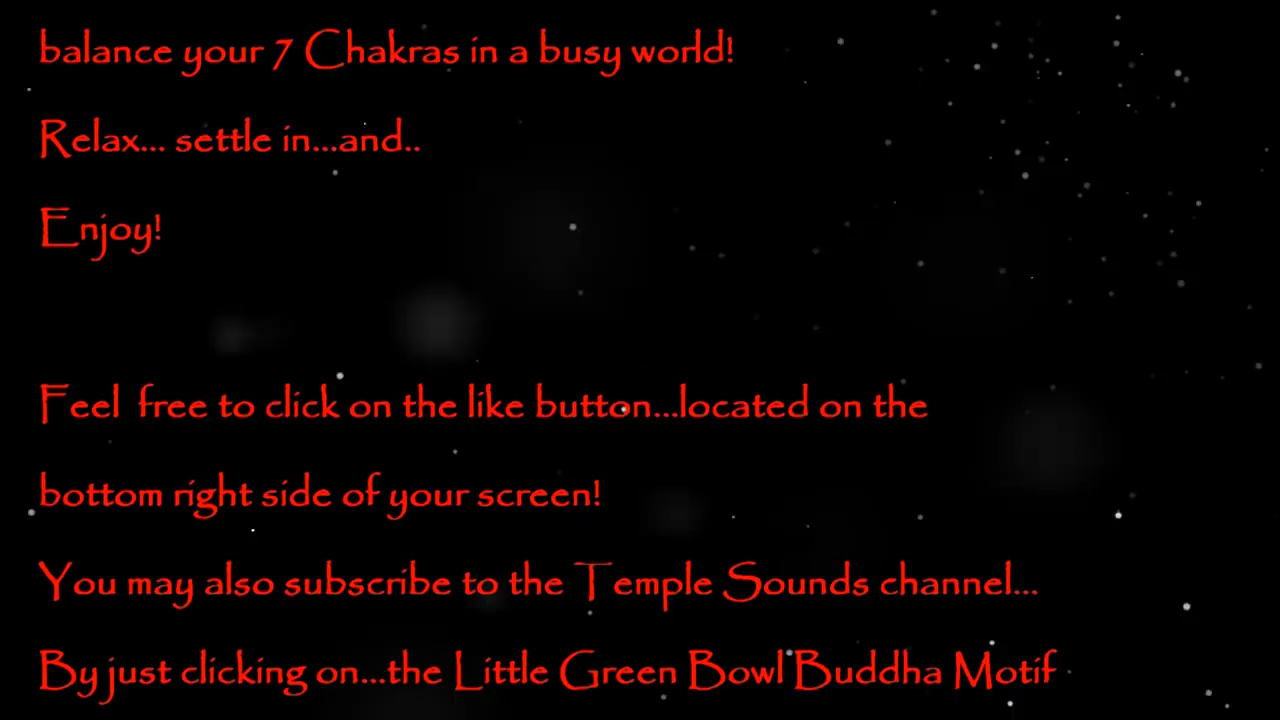 balance your 7 Chakras in a busy world!
Relax... settle in...and..
Enjoy!
Feel  free to click on the like button...located on the
bottom right side of your screen!
You may also subscribe to the Temple Sounds channel...
By just clicking on...the Little Green Bowl Buddha Motif